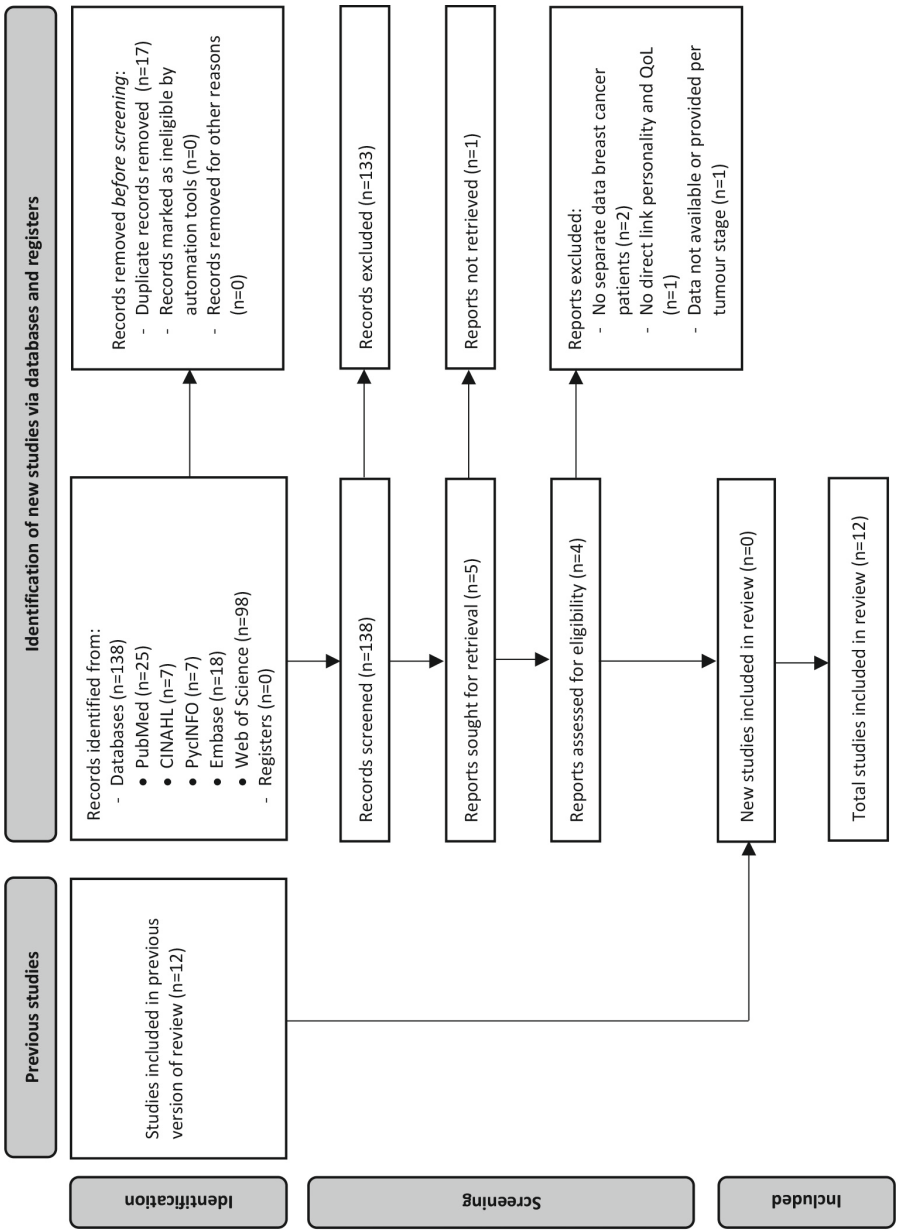 Previous studies
Identification of new studies via databases and registers
Identification
Studies included in previous
version of review (n=12)
Records identified from:
- Databases (n=138)
● PubMed (n=25)
● CINAHL (n=7)
● PycINFO (n=7)
● Embase (n=18)
● Web of Science (n=98)
- Registers (n=0)
Records removed before screening:
- Duplicate records removed (n=17)
- Records marked as ineligible by
automation tools (n=0)
- Records removed for other reasons
(n=0)
Screening
Records screened (n=138)
Records excluded (n=133)
Reports sought for retrieval (n=5)
Reports not retrieved (n=1)
Reports assessed for eligibility (n=4)
Reports excluded:
- No separate data breast cancer
patients (n=2)
- No direct link personality and QoL
(n=1)
- Data not available or provided per
tumour stage (n=1)
Included
New studies included in review (n=0)
Total studies included in review (n=12)